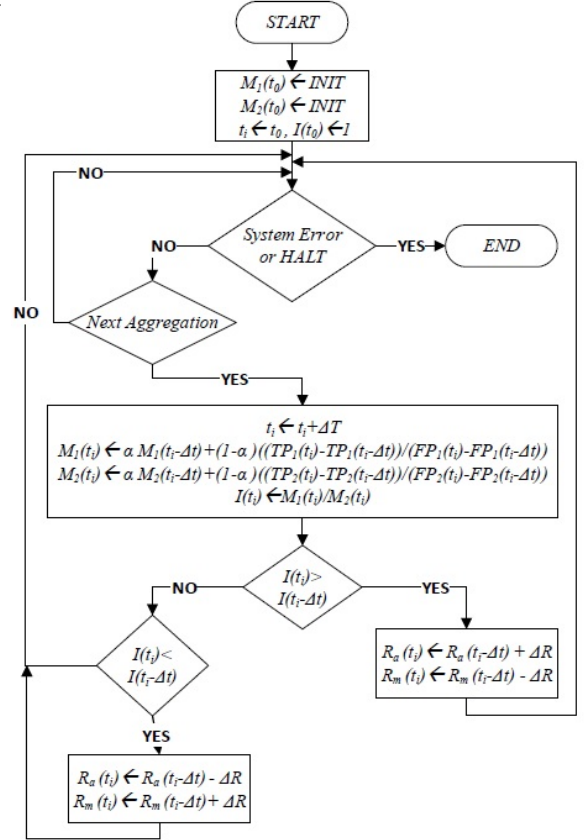 START
M₁(t₀) ← INIT
M₂(t₀) ← INIT
tᵢ ← t₀ , I(t₀) ← 1
NO
System Error
or HALT
NO
YES
END
NO
Next Aggregation
YES
tᵢ ← tᵢ+ΔT
M₁(tᵢ) ← α M₁(tᵢ-Δt)+(1-α )((TP₁(tᵢ)-TP₁(tᵢ-Δt))/(FP₁(tᵢ)-FP₁(tᵢ-Δt))
M₂(tᵢ) ← α M₂(tᵢ-Δt)+(1-α )((TP₂(tᵢ)-TP₂(tᵢ-Δt))/(FP₂(tᵢ)-FP₂(tᵢ-Δt))
I(tᵢ) ←M₁(tᵢ)/M₂(tᵢ)
I(tᵢ)>
I(tᵢ-Δt)
NO
YES
I(tᵢ)<
I(tᵢ-Δt)
Rₐ (tᵢ) ← Rₐ (tᵢ-Δt) + ΔR
Rₘ (tᵢ) ← Rₘ (tᵢ-Δt) - ΔR
YES
Rₐ (tᵢ) ← Rₐ (tᵢ-Δt) - ΔR
Rₘ (tᵢ) ← Rₘ (tᵢ-Δt)+ ΔR